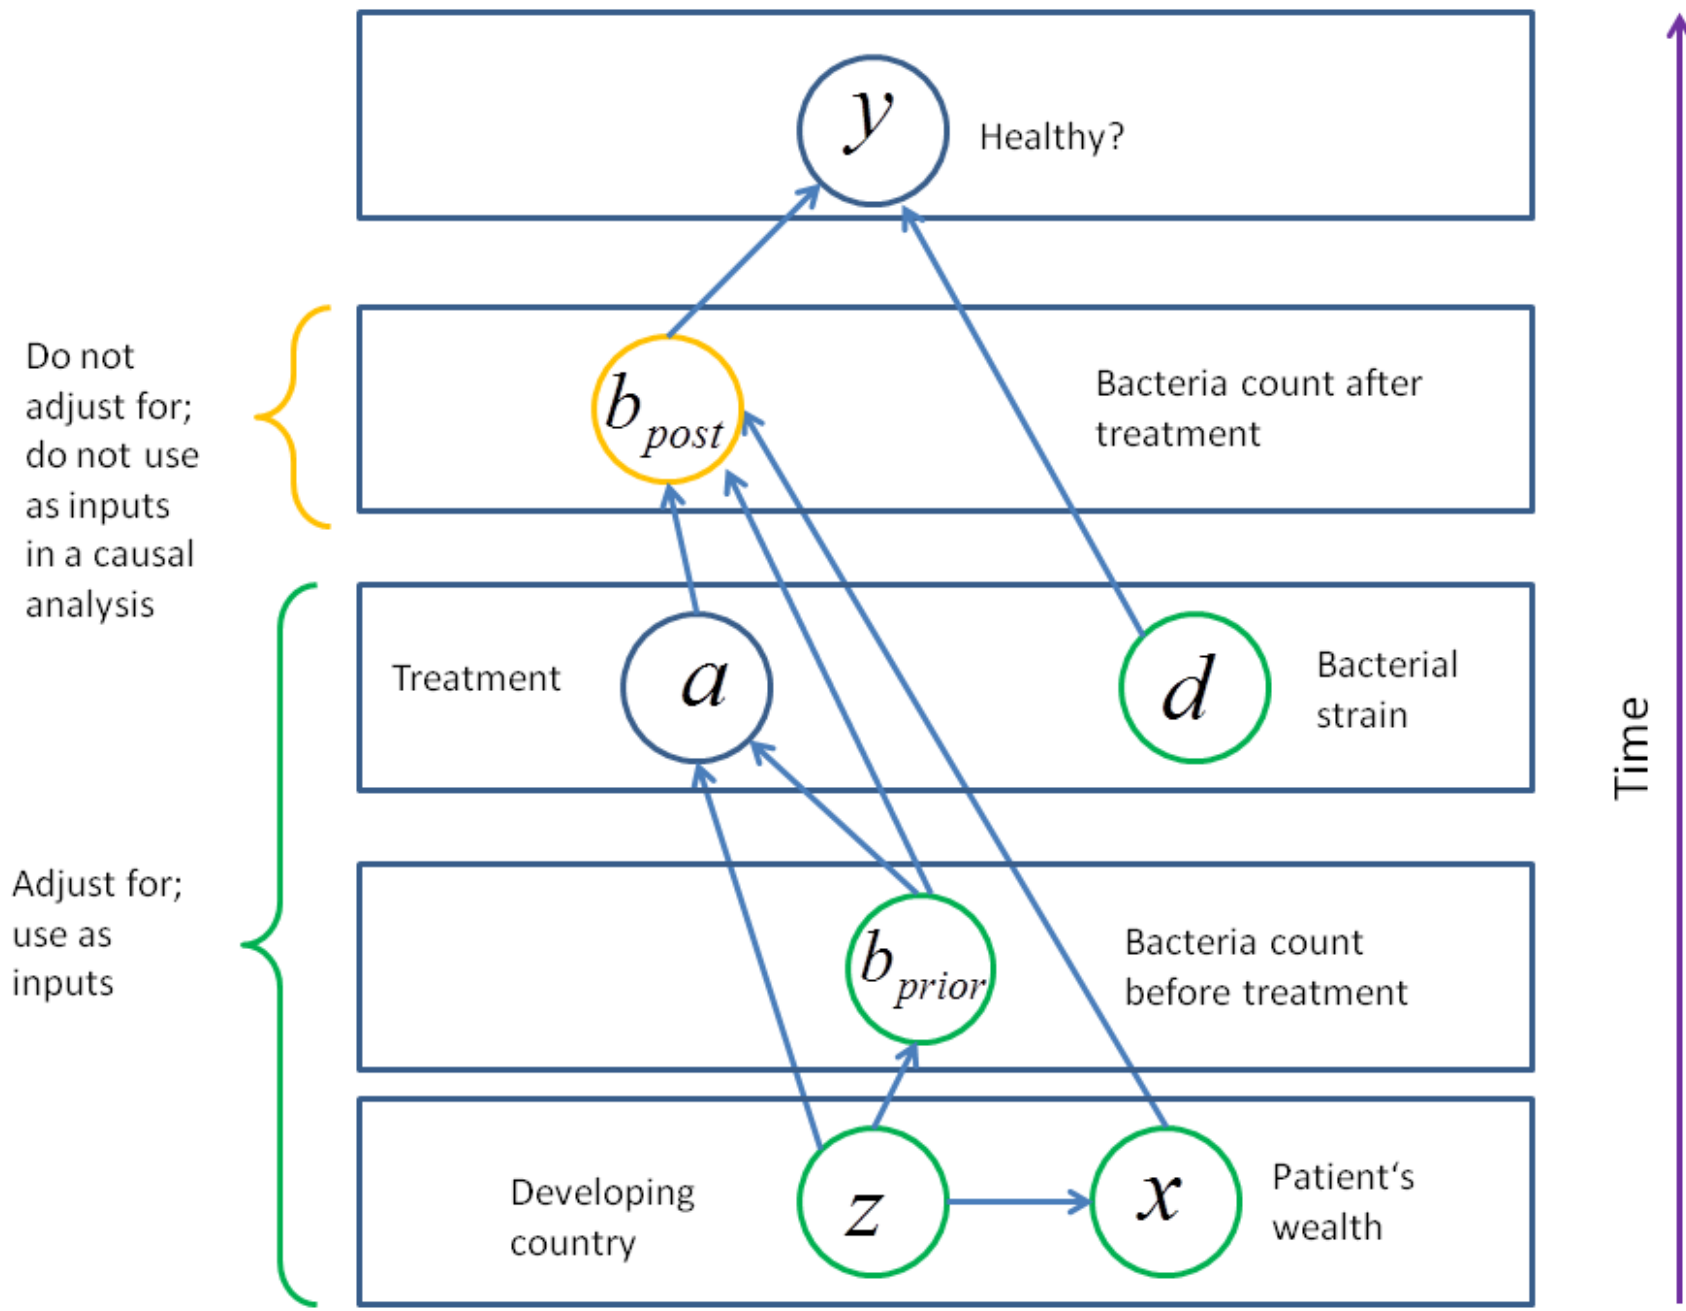 y
Healthy?
Do not
adjust for;
do not use
as inputs
in a causal
analysis
b post
Bacteria count after
treatment
Treatment
a
d
Bacterial
strain
Time
Adjust for;
use as
inputs
b prior
Bacteria count
before treatment
Developing
country
z
x
Patient‘s
wealth